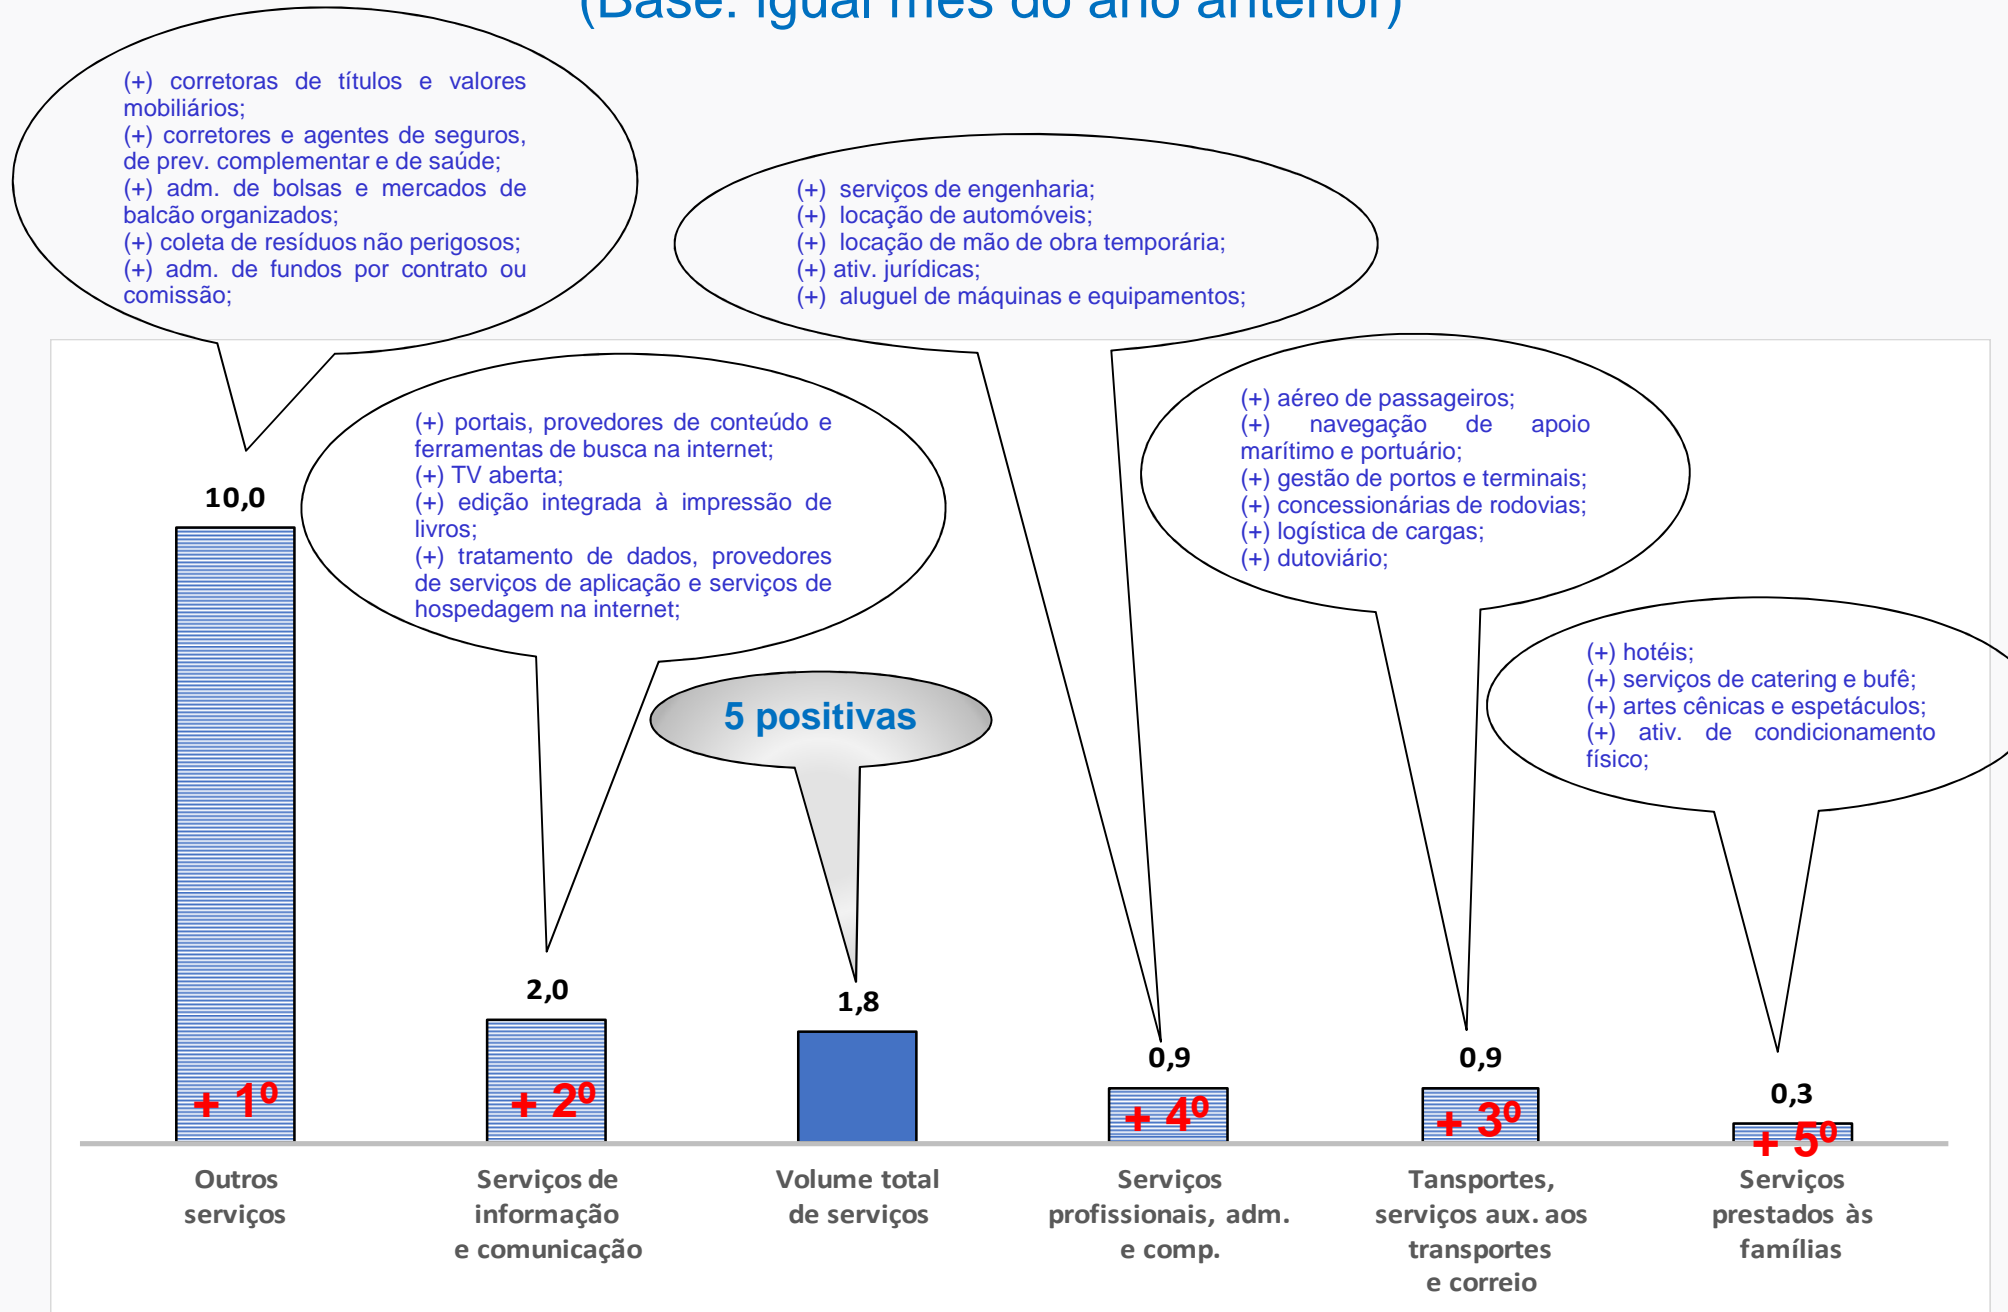 (Base: igual mês do ano anterior)
(+) corretoras de títulos e valores
mobiliários;
(+) corretores e agentes de seguros,
de prev. complementar e de saúde;
(+) adm. de bolsas e mercados de
balcão organizados;
(+) coleta de resíduos não perigosos;
(+) adm. de fundos por contrato ou
comissão;
(+) serviços de engenharia;
(+) locação de automóveis;
(+) locação de mão de obra temporária;
(+) ativ. jurídicas;
(+) aluguel de máquinas e equipamentos;
(+) portais, provedores de conteúdo e
ferramentas de busca na internet;
(+) TV aberta;
(+) edição integrada à impressão de
livros;
(+) tratamento de dados, provedores
de serviços de aplicação e serviços de
hospedagem na internet;
(+) aéreo de passageiros;
(+) navegação de apoio
marítimo e portuário;
(+) gestão de portos e terminais;
(+) concessionárias de rodovias;
(+) logística de cargas;
(+) dutoviário;
(+) hotéis;
(+) serviços de catering e bufê;
(+) artes cênicas e espetáculos;
(+) ativ. de condicionamento
físico;
5 positivas
10,0
2,0
1,8
0,9
0,9
0,3
+ 1º
+ 2º
+ 4º
+ 3º
+ 5º
Outros
serviços
Serviços de
informação
e comunicação
Volume total
de serviços
Serviços
profissionais, adm.
e comp.
Tansportes,
serviços aux. aos
transportes
e correio
Serviços
prestados às
famílias